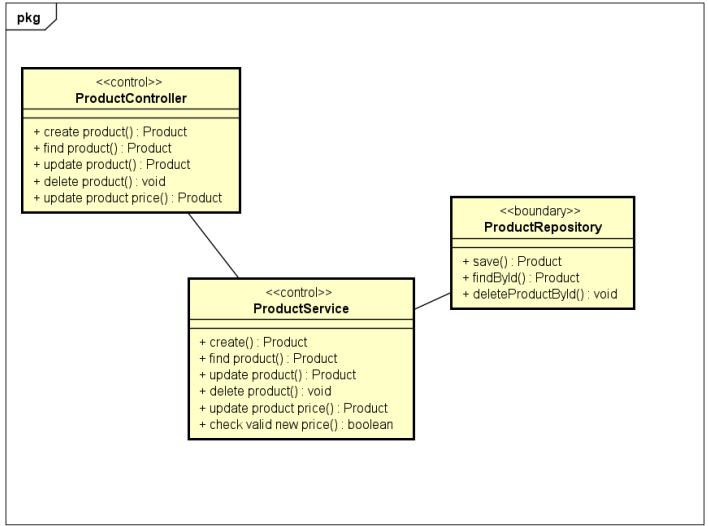 pkg
<<control>>
ProductController
+ create product() : Product
+ find product() : Product
+ update product() : Product
+ delete product() : void
+ update product price() : Product
<<boundary>>
ProductRepository
+ save() : Product
+ findById() : Product
+ deleteProductById() : void
<<control>>
ProductService
+ create() : Product
+ find product() : Product
+ update product() : Product
+ delete product() : void
+ update product price() : Product
+ check valid new price() : boolean